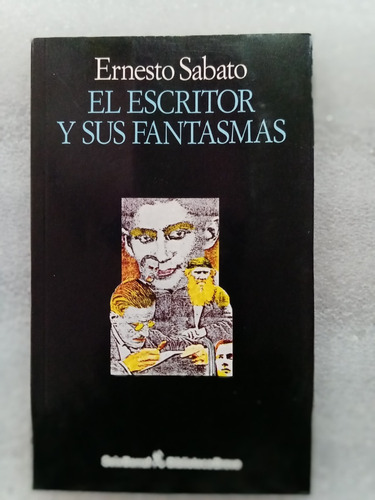 Ernesto Sabato
EL ESCRITOR
Y SUS FANTASMAS